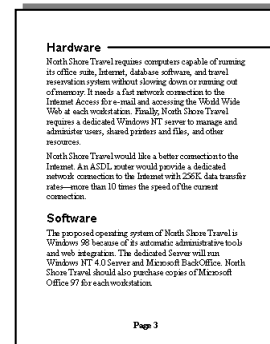 Hardware
North Shore Travel requires computers capable of running
its office suite, Internet, database software, and travel
reservation system without slowing down or running out
of memory. It needs a fast network connection to the
Internet Access for e-mail and accessing the World Wide
Web at each workstation. Finally, North Shore Travel
requires a dedicated Windows NT server to manage and
administer users, shared printers and files, and other
resources.
North Shore Travel would like a better connection to the
Internet. An ASDL router would provide a dedicated
network connection to the Internet with 256K data transfer
rates—more than 10 times the speed of the current
connection.
Software
The proposed operating system of North Shore Travel is
Windows 98 because of its automatic administrative tools
and web integration. The dedicated Server will run
Windows NT 4.0 Server and Microsoft BackOffice. North
Shore Travel should also purchase copies of Microsoft
Office 97 for each workstation.
Page 3